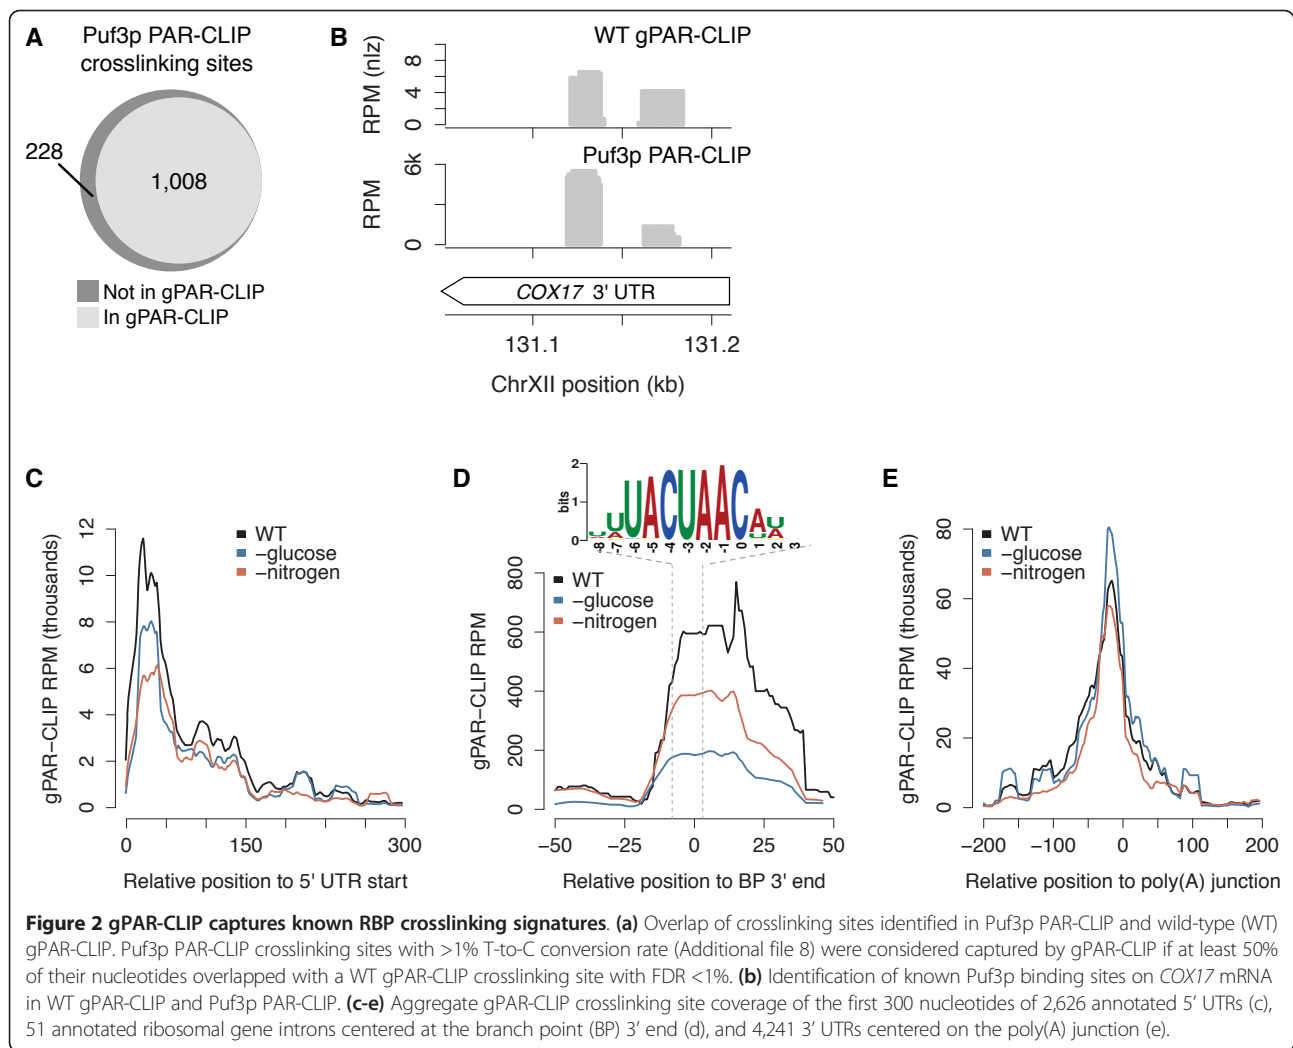 A
Puf3p PAR-CLIP
crosslinking sites
228
1,008
Not in gPAR-CLIP
In gPAR-CLIP
B
WT gPAR-CLIP
RPM (nlz)
8
4
0
Puf3p PAR-CLIP
RPM
6k
0
COX17 3' UTR
131.1 131.2
ChrXII position (kb)
C
gPAR-CLIP RPM (thousands)
12
10
8
6
4
2
0
WT
−glucose
−nitrogen
0 150 300
Relative position to 5' UTR start
D
bits
2
1
0
UACUAAC
-8 -7 -6 -5 -4 -3 -2 -1 0 1 2 3
gPAR−CLIP RPM
800
600
400
200
0
WT
−glucose
−nitrogen
−50 −25 0 25 50
Relative position to BP 3' end
E
gPAR−CLIP RPM (thousands)
80
60
40
20
0
WT
−glucose
−nitrogen
−200 −100 0 100 200
Relative position to poly(A) junction
Figure 2 gPAR-CLIP captures known RBP crosslinking signatures. (a) Overlap of crosslinking sites identified in Puf3p PAR-CLIP and wild-type (WT)
gPAR-CLIP. Puf3p PAR-CLIP crosslinking sites with >1% T-to-C conversion rate (Additional file 8) were considered captured by gPAR-CLIP if at least 50%
of their nucleotides overlapped with a WT gPAR-CLIP crosslinking site with FDR <1%. (b) Identification of known Puf3p binding sites on COX17 mRNA
in WT gPAR-CLIP and Puf3p PAR-CLIP. (c-e) Aggregate gPAR-CLIP crosslinking site coverage of the first 300 nucleotides of 2,626 annotated 5' UTRs (c),
51 annotated ribosomal gene introns centered at the branch point (BP) 3' end (d), and 4,241 3' UTRs centered on the poly(A) junction (e).